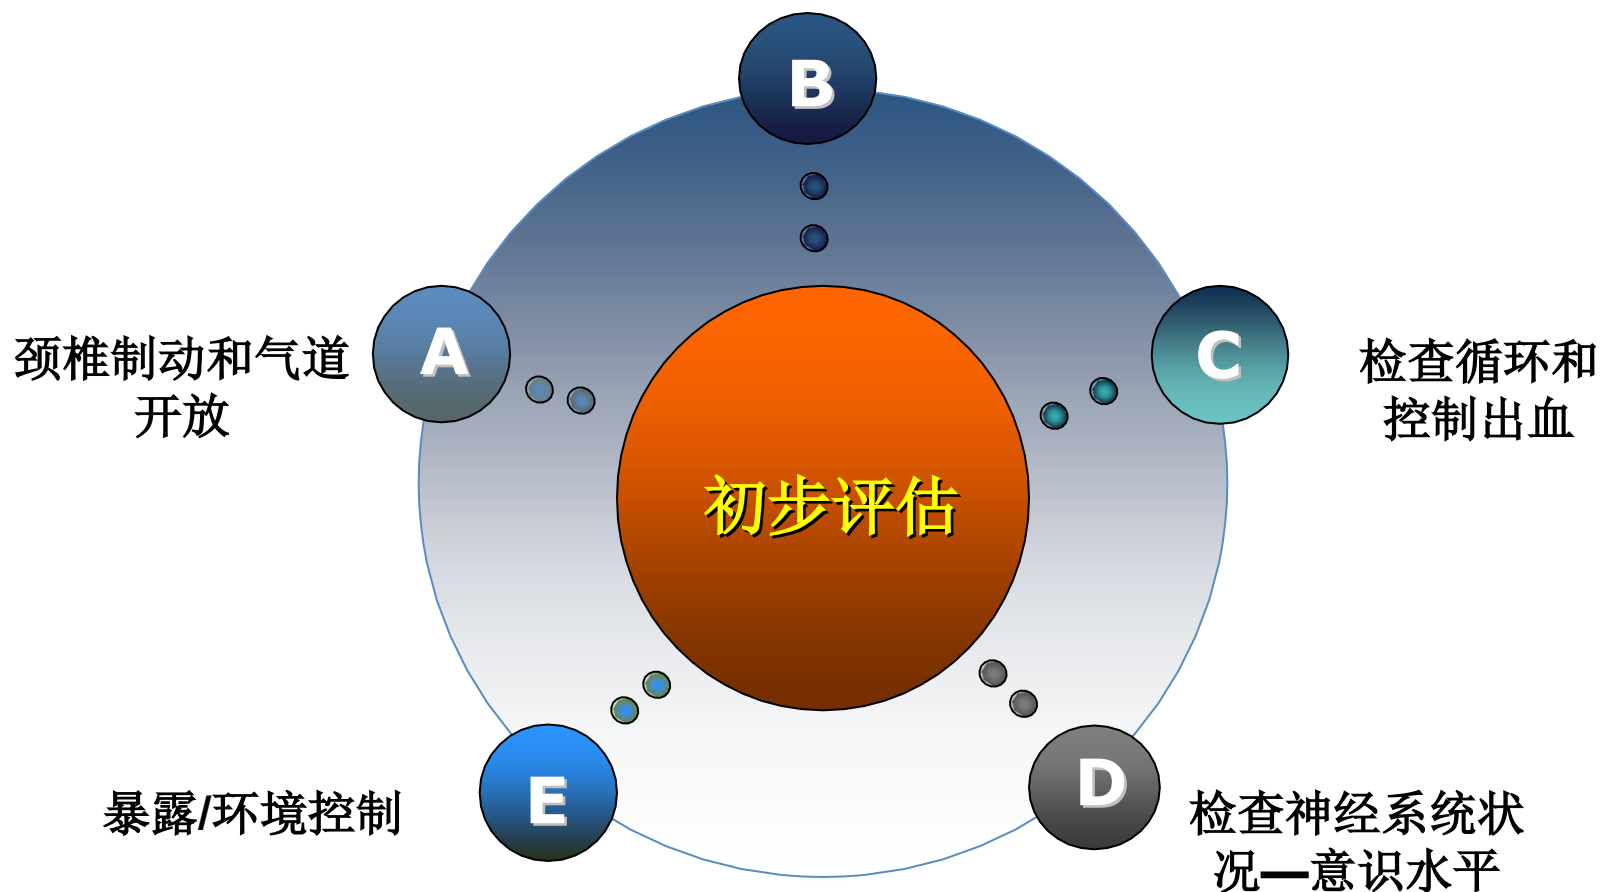 B
A
颈椎制动和气道
开放
C
检查循环和
控制出血
初步评估
E
暴露/环境控制
D
检查神经系统状
况—意识水平